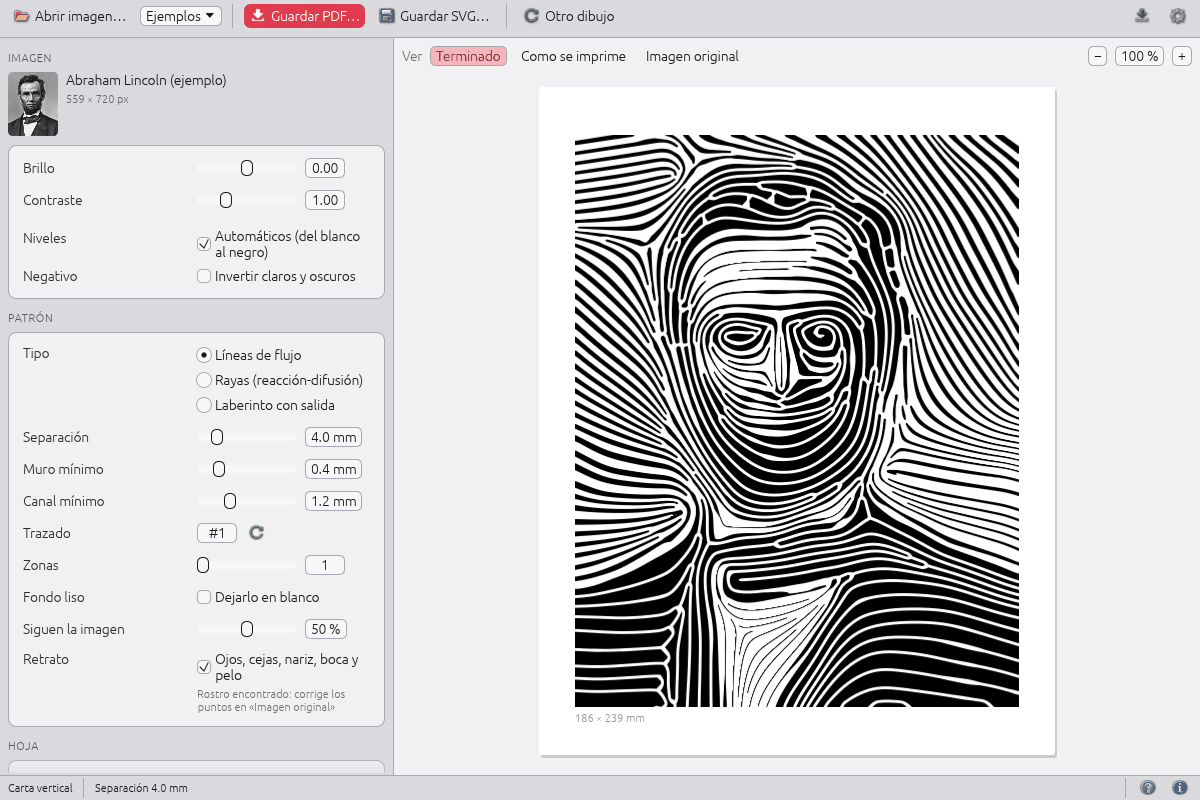 Abrir imagen... Ejemplos Guardar PDF... Guardar SVG... Otro dibujo
IMAGEN
Abraham Lincoln (ejemplo)
559 × 720 px
Brillo 0.00
Contraste 1.00
Niveles Automáticos (del blanco
al negro)
Negativo Invertir claros y oscuros
PATRÓN
Tipo Líneas de flujo
Rayas (reacción-difusión)
Laberinto con salida
Separación 4.0 mm
Muro mínimo 0.4 mm
Canal mínimo 1.2 mm
Trazado #1
Zonas 1
Fondo liso Dejarlo en blanco
Siguen la imagen 50 %
Retrato Ojos, cejas, nariz, boca y
pelo
Rostro encontrado: corrige los
puntos en «Imagen original»
HOJA
Ver Terminado Como se imprime Imagen original − 100 % +
186 × 239 mm
Carta vertical Separación 4.0 mm